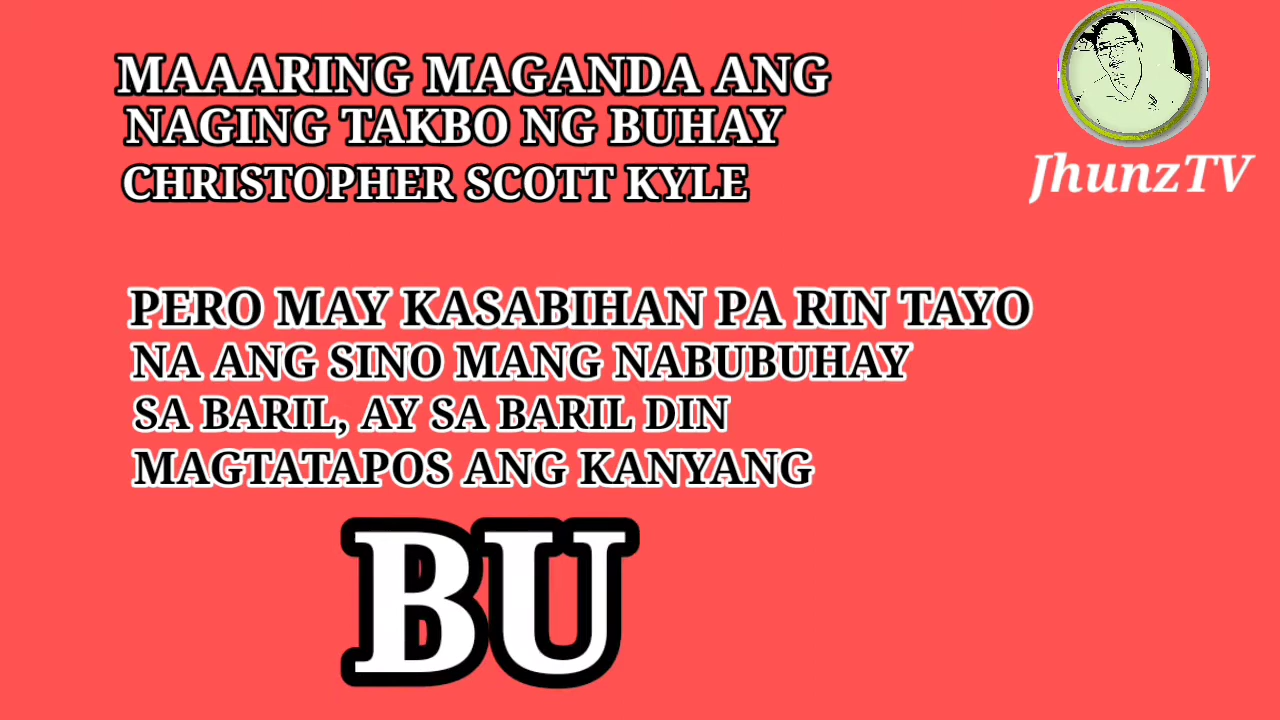 MAAARING MAGANDA ANG
NAGING TAKBO NG BUHAY
CHRISTOPHER SCOTT KYLE
JhunzTV
PERO MAY KASABIHAN PA RIN TAYO
NA ANG SINO MANG NABUBUHAY
SA BARIL, AY SA BARIL DIN
MAGTATAPOS ANG KANYANG
BU